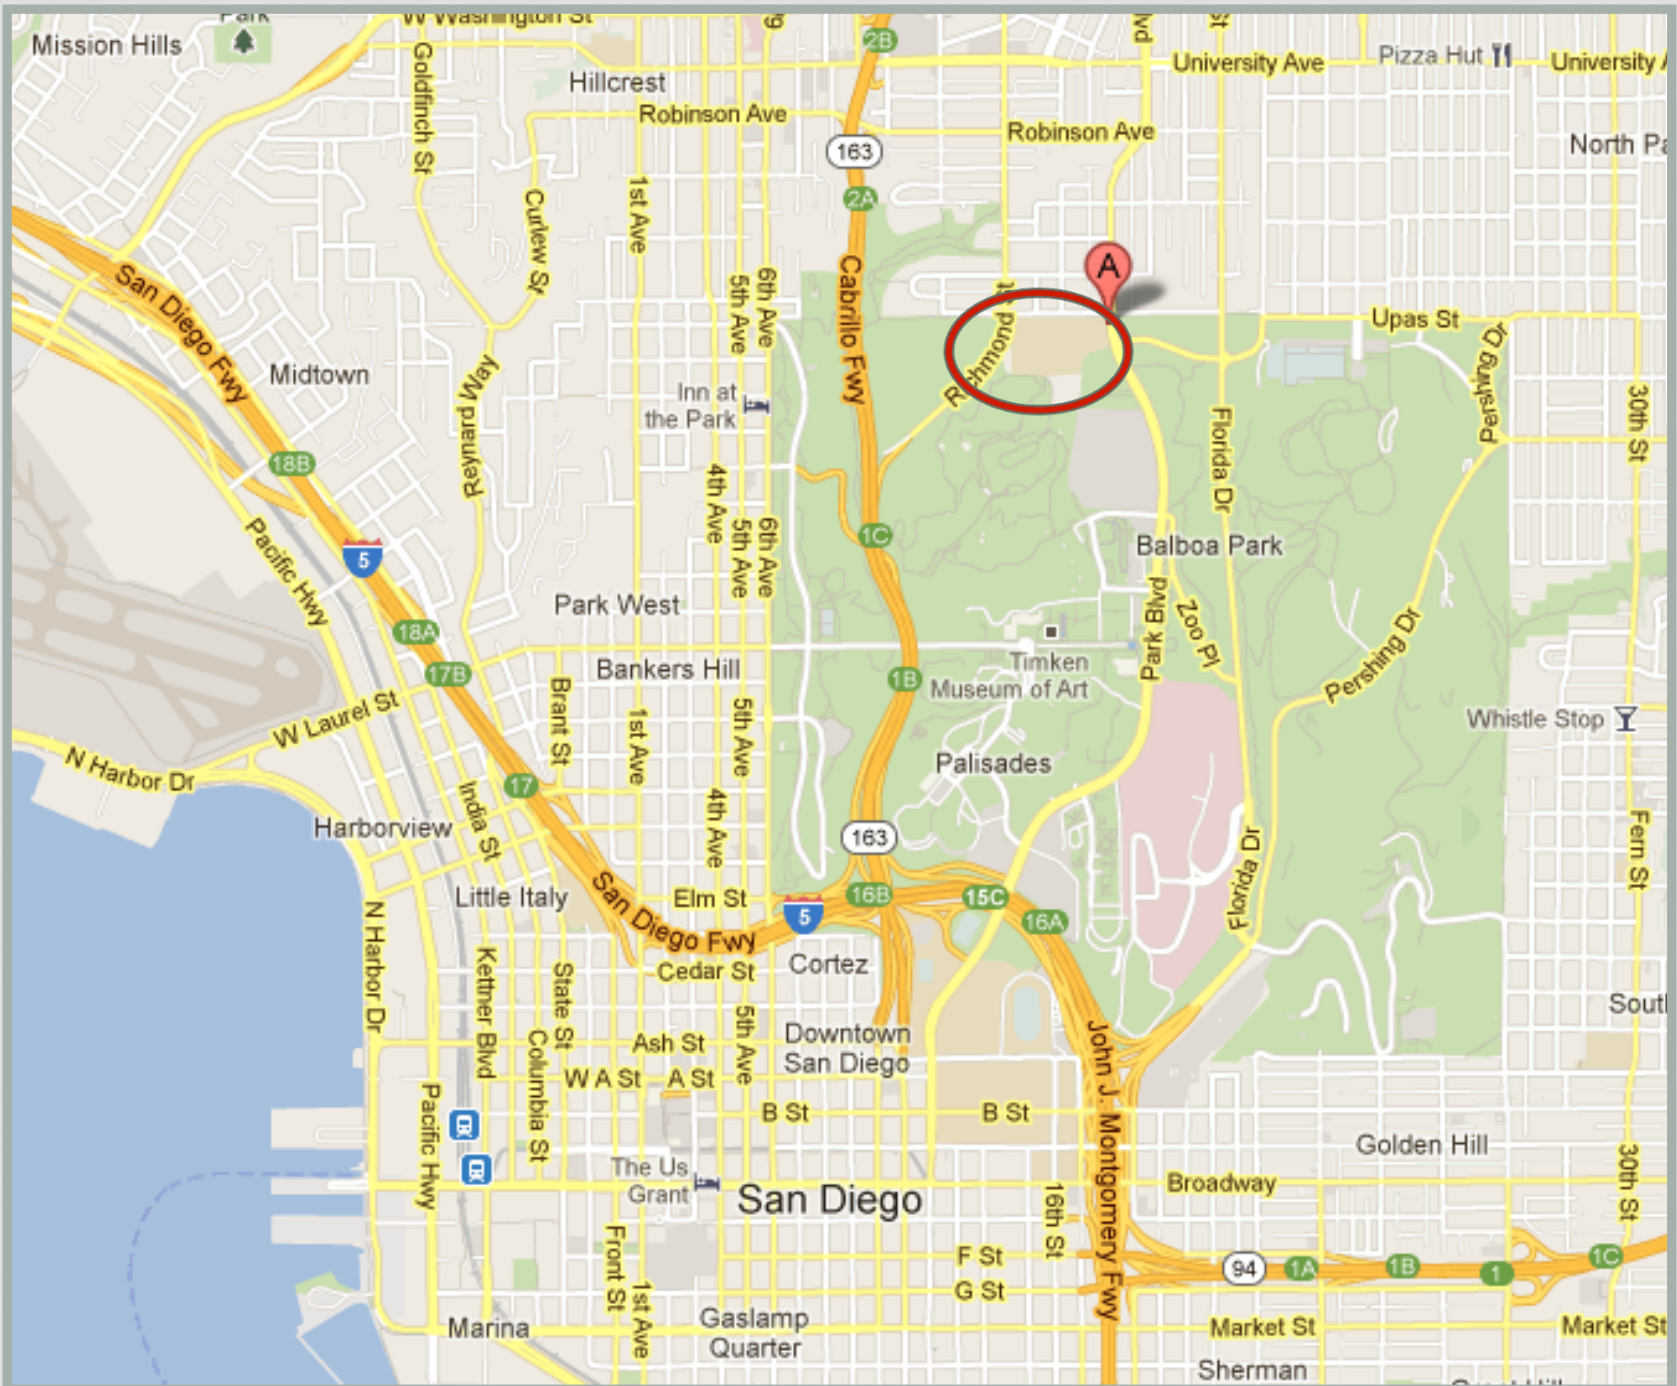 Park
W Washington St
Mission Hills
Goldfinch St
Hillcrest
2B
University Ave
Pizza Hut
University
Robinson Ave
Robinson Ave
163
North
2A
Curlew St
1st Ave
San Diego Fwy
Cabrillo Fwy
A
6th Ave
5th Ave
Richmond St
Upas St
Pershing Dr
Midtown
Reynard Way
Inn at
the Park
Florida Dr
30th St
18B
4th Ave
5th Ave
6th Ave
1C
Balboa Park
Pacific Hwy
5
Park West
18A
17B
Bankers Hill
1B
Timken
Museum of Art
Park Blvd
Zoo Pl
Pershing Dr
W Laurel St
Brant St
1st Ave
5th Ave
Whistle Stop
N Harbor Dr
17
Palisades
India St
4th Ave
Harborview
163
Fern St
Little Italy
San Diego Fwy
Elm St
5
16B
15C
16A
Florida Dr
N Harbor Dr
Kettner Blvd
State St
Cedar St
Cortez
5th Ave
Columbia St
Ash St
Downtown
San Diego
John J. Montgomery Fwy
W A St
A St
B St
B St
Pacific Hwy
Golden Hill
The Us
Grant
San Diego
16th St
Broadway
30th St
Front St
1st Ave
F St
G St
94
1A
1B
1
1C
Marina
Gaslamp
Quarter
Market St
Market St
Sherman